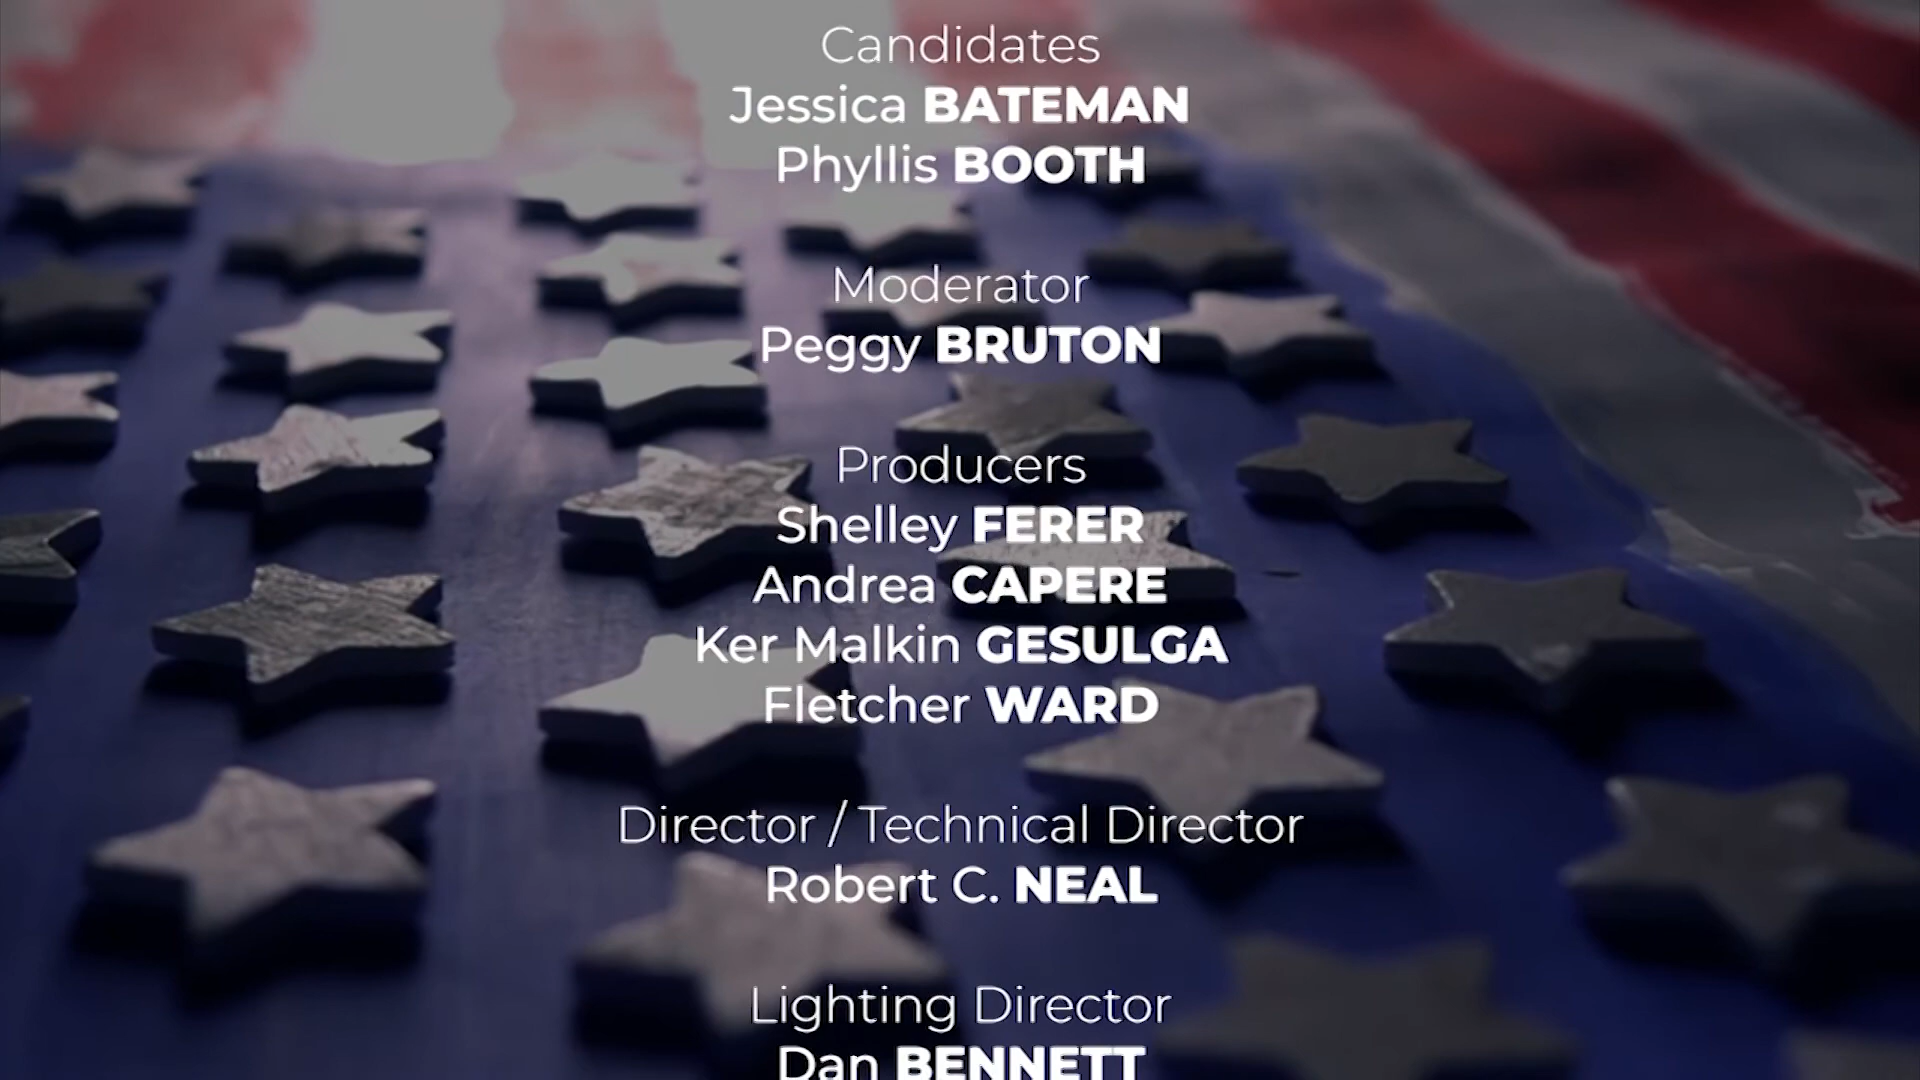 Candidates
Jessica BATEMAN
Phyllis BOOTH
Moderator
Peggy BRUTON
Producers
Shelley FERER
Andrea CAPERE
Ker Malkin GESULGA
Fletcher WARD
Director / Technical Director
Robert C. NEAL
Lighting Director
Dan BENNETT